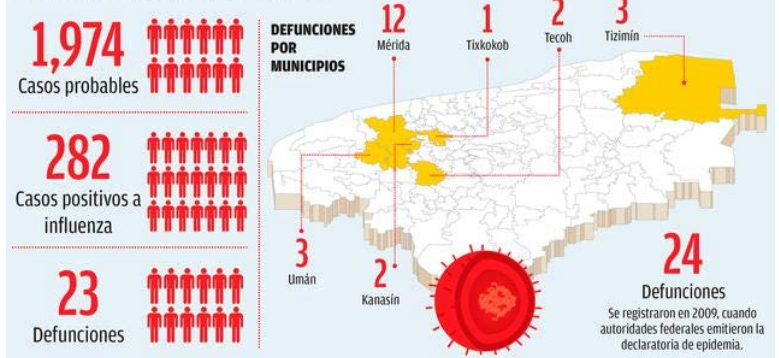 1,974
Casos probables
282
Casos positivos a
influenza
23
Defunciones
DEFUNCIONES
POR
MUNICIPIOS
12
Mérida
1
Tixkokob
2
Tecoh
3
Tizimín
3
Umán
2
Kanasín
24
Defunciones
Se registraron en 2009, cuando
autoridades federales emitieron la
declaratoria de epidemia.